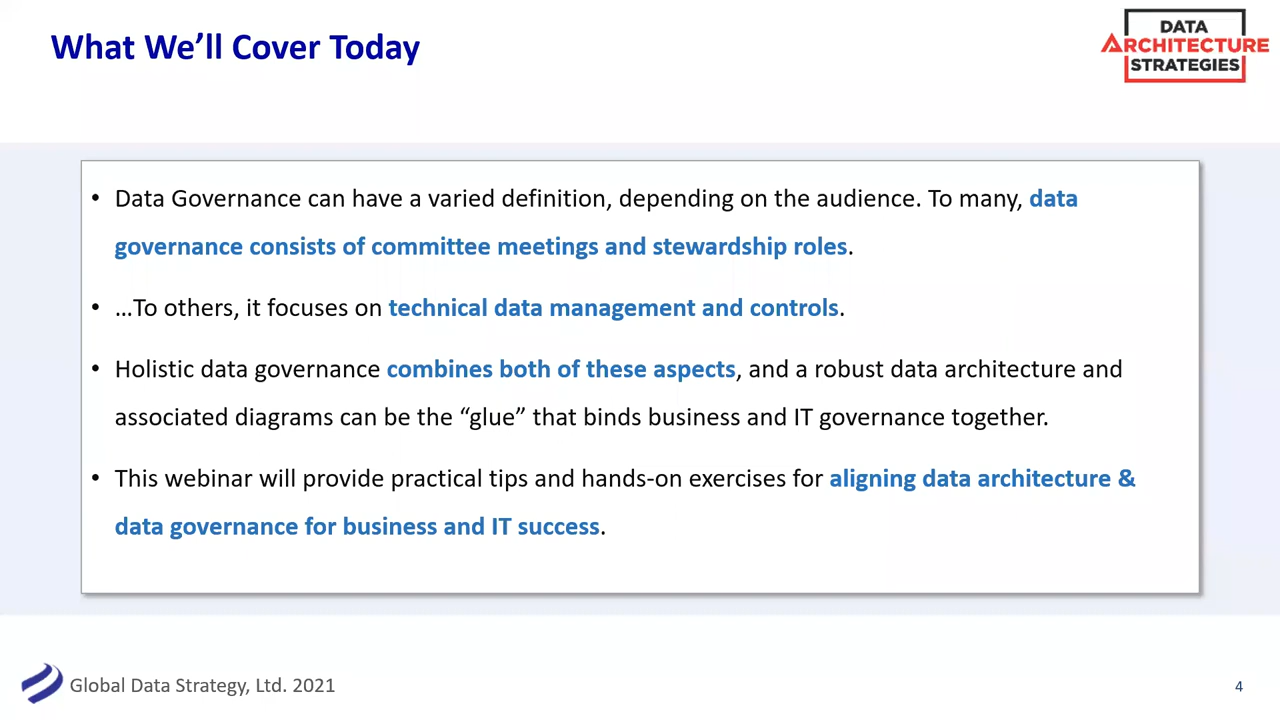 What We’ll Cover Today
DATA
ARCHITECTURE
STRATEGIES
• Data Governance can have a varied definition, depending on the audience. To many, data
governance consists of committee meetings and stewardship roles.
• …To others, it focuses on technical data management and controls.
• Holistic data governance combines both of these aspects, and a robust data architecture and
associated diagrams can be the “glue” that binds business and IT governance together.
• This webinar will provide practical tips and hands-on exercises for aligning data architecture &
data governance for business and IT success.
Global Data Strategy, Ltd. 2021
4